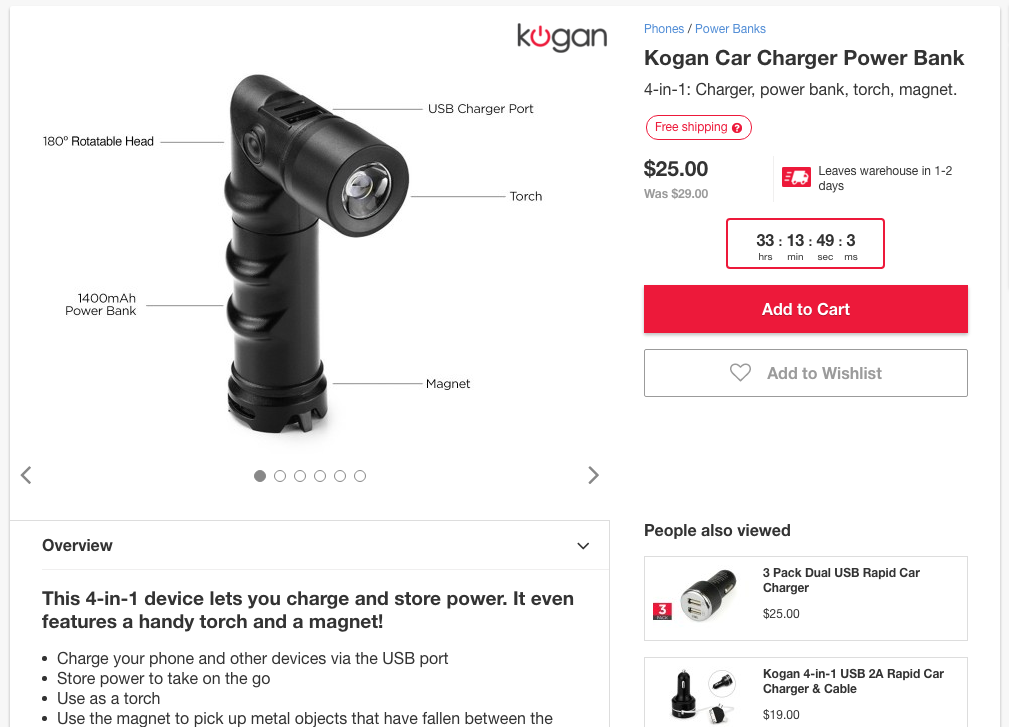 kogan
USB Charger Port
180º Rotatable Head
Torch
1400mAh
Power Bank
Magnet
Phones / Power Banks
Kogan Car Charger Power Bank
4-in-1: Charger, power bank, torch, magnet.
Free shipping ?
$25.00
Was $29.00
Leaves warehouse in 1-2
days
33 : 13 : 49 : 3
hrs min sec ms
Add to Cart
Add to Wishlist
Overview
This 4-in-1 device lets you charge and store power. It even
features a handy torch and a magnet!
• Charge your phone and other devices via the USB port
• Store power to take on the go
• Use as a torch
• Use the magnet to pick up metal objects that have fallen between the
People also viewed
3
PACK
3 Pack Dual USB Rapid Car
Charger
$25.00
Kogan 4-in-1 USB 2A Rapid Car
Charger & Cable
$19.00